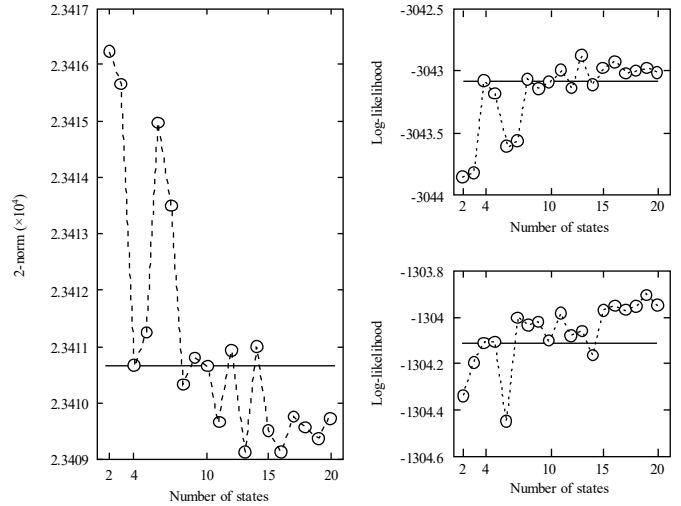 2.3417
2.3416
2.3415
2.3414
2.3413
2.3412
2.3411
2.3410
2.3409
2-norm (×10⁴)
2 4 10 15 20
Number of states
-3042.5
-3043
-3043.5
-3044
Log-likelihood
2 4 10 15 20
Number of states
-1303.8
-1304
-1304.2
-1304.4
-1304.6
Log-likelihood
2 4 10 15 20
Number of states